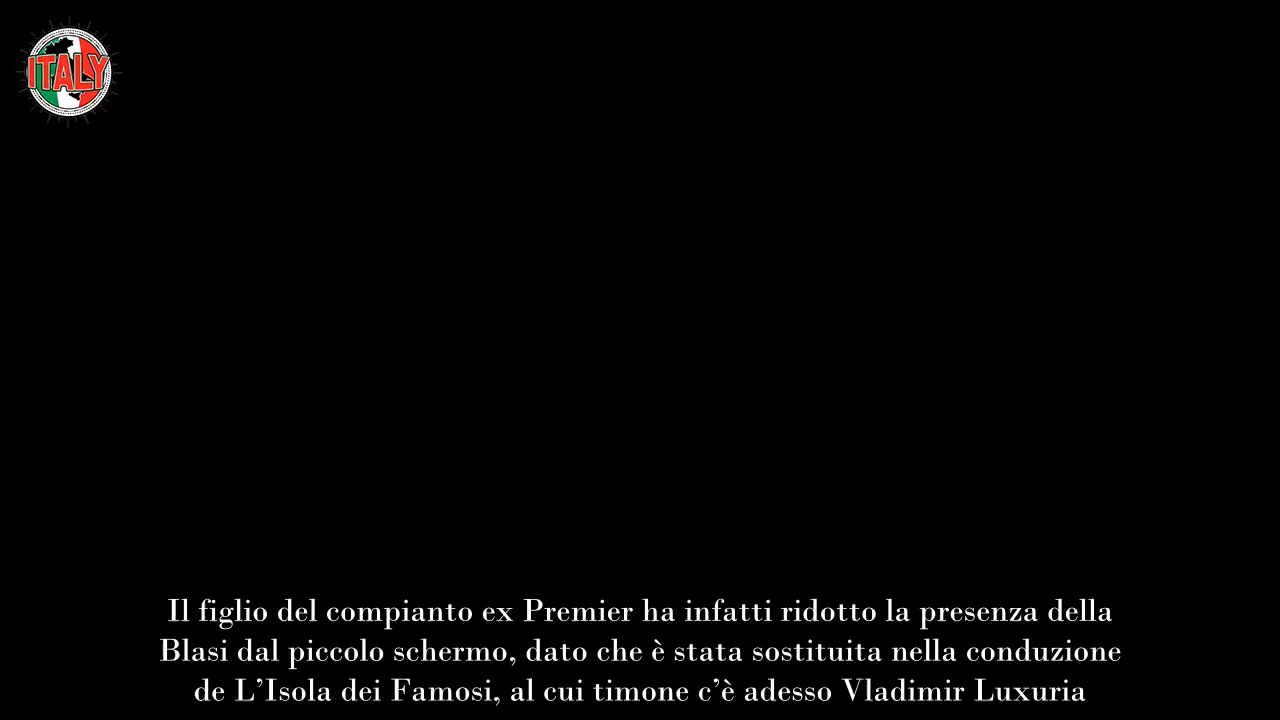 ITALY
Il figlio del compianto ex Premier ha infatti ridotto la presenza della
Blasi dal piccolo schermo, dato che è stata sostituita nella conduzione
de L’Isola dei Famosi, al cui timone c’è adesso Vladimir Luxuria